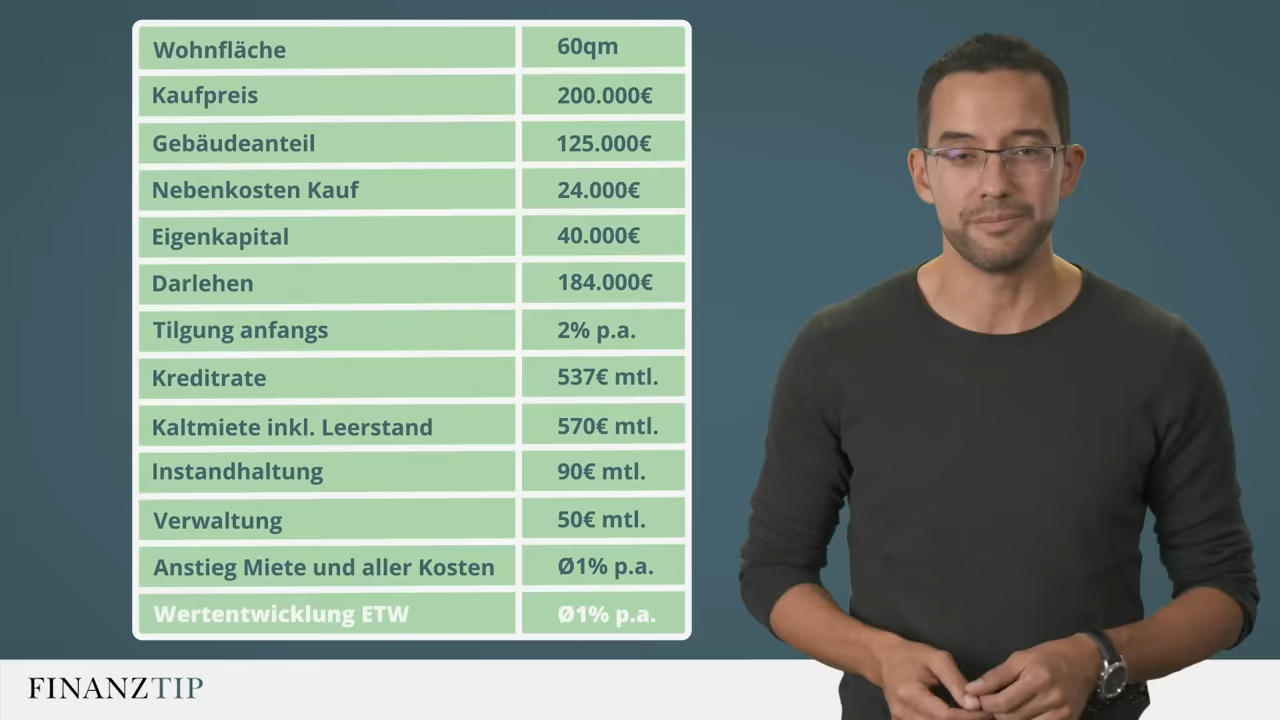 Wohnfläche 60qm
Kaufpreis 200.000€
Gebäudeanteil 125.000€
Nebenkosten Kauf 24.000€
Eigenkapital 40.000€
Darlehen 184.000€
Tilgung anfangs 2% p.a.
Kreditrate 537€ mtl.
Kaltmiete inkl. Leerstand 570€ mtl.
Instandhaltung 90€ mtl.
Verwaltung 50€ mtl.
Anstieg Miete und aller Kosten Ø1% p.a.
Wertentwicklung ETW Ø1% p.a.
FINANZTIP